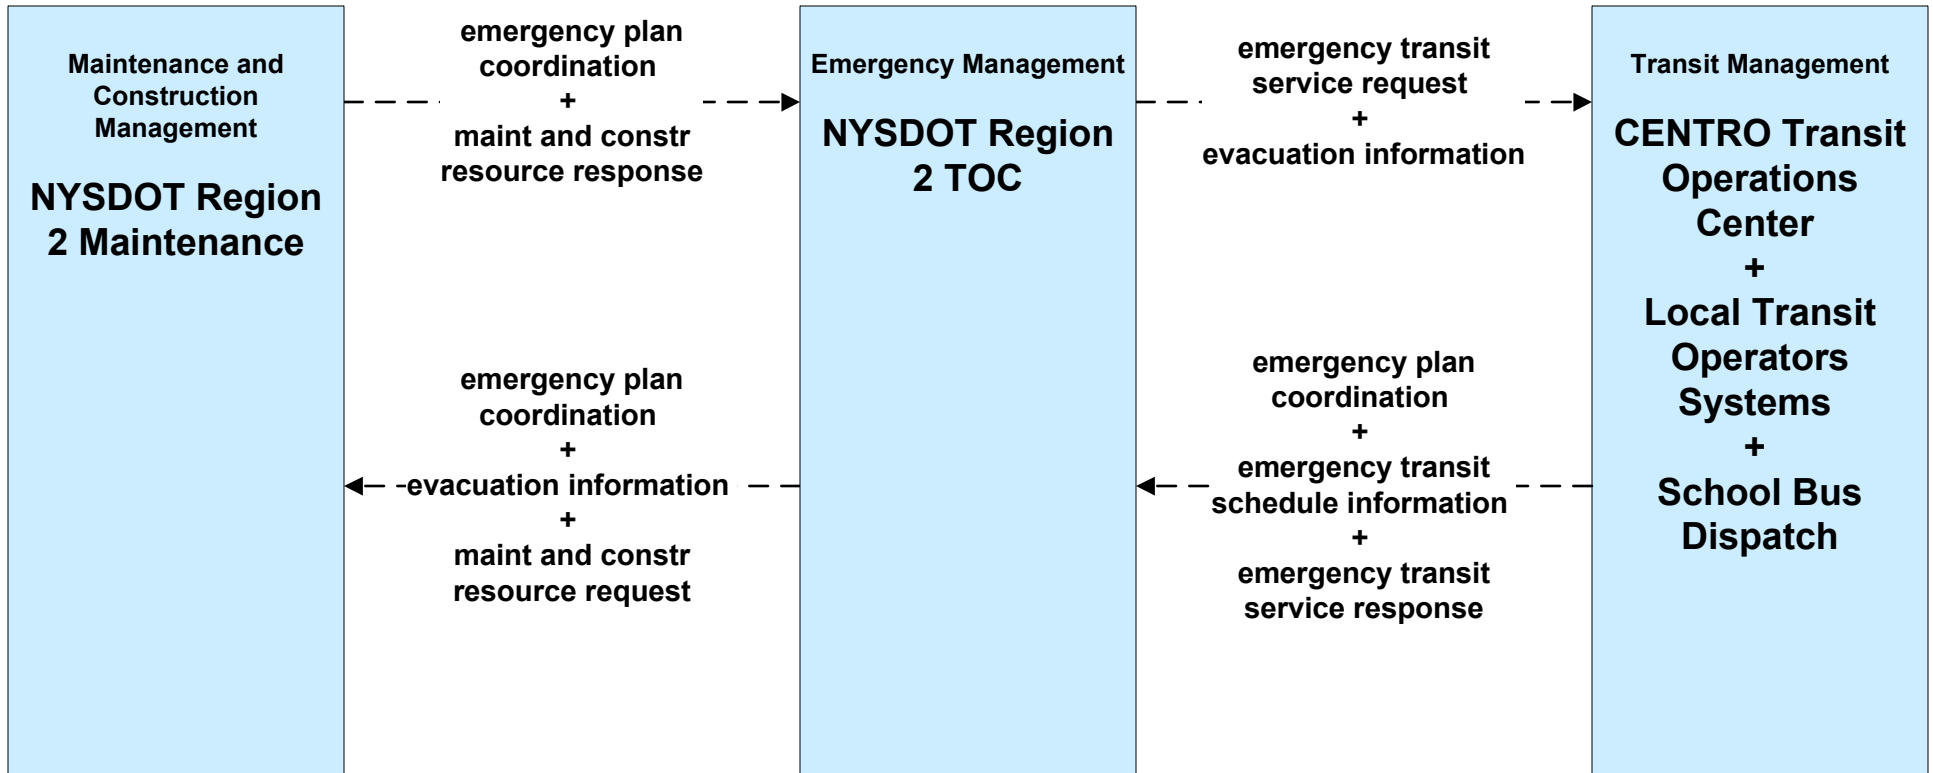 Maintenance and
Construction
Management
NYSDOT Region
2 Maintenance
emergency plan
coordination
+
maint and constr
resource response
emergency plan
coordination
+
evacuation information
+
maint and constr
resource request
Emergency Management
NYSDOT Region
2 TOC
emergency transit
service request
+
evacuation information
emergency plan
coordination
+
emergency transit
schedule information
+
emergency transit
service response
Transit Management
CENTRO Transit
Operations
Center
+
Local Transit
Operators
Systems
+
School Bus
Dispatch